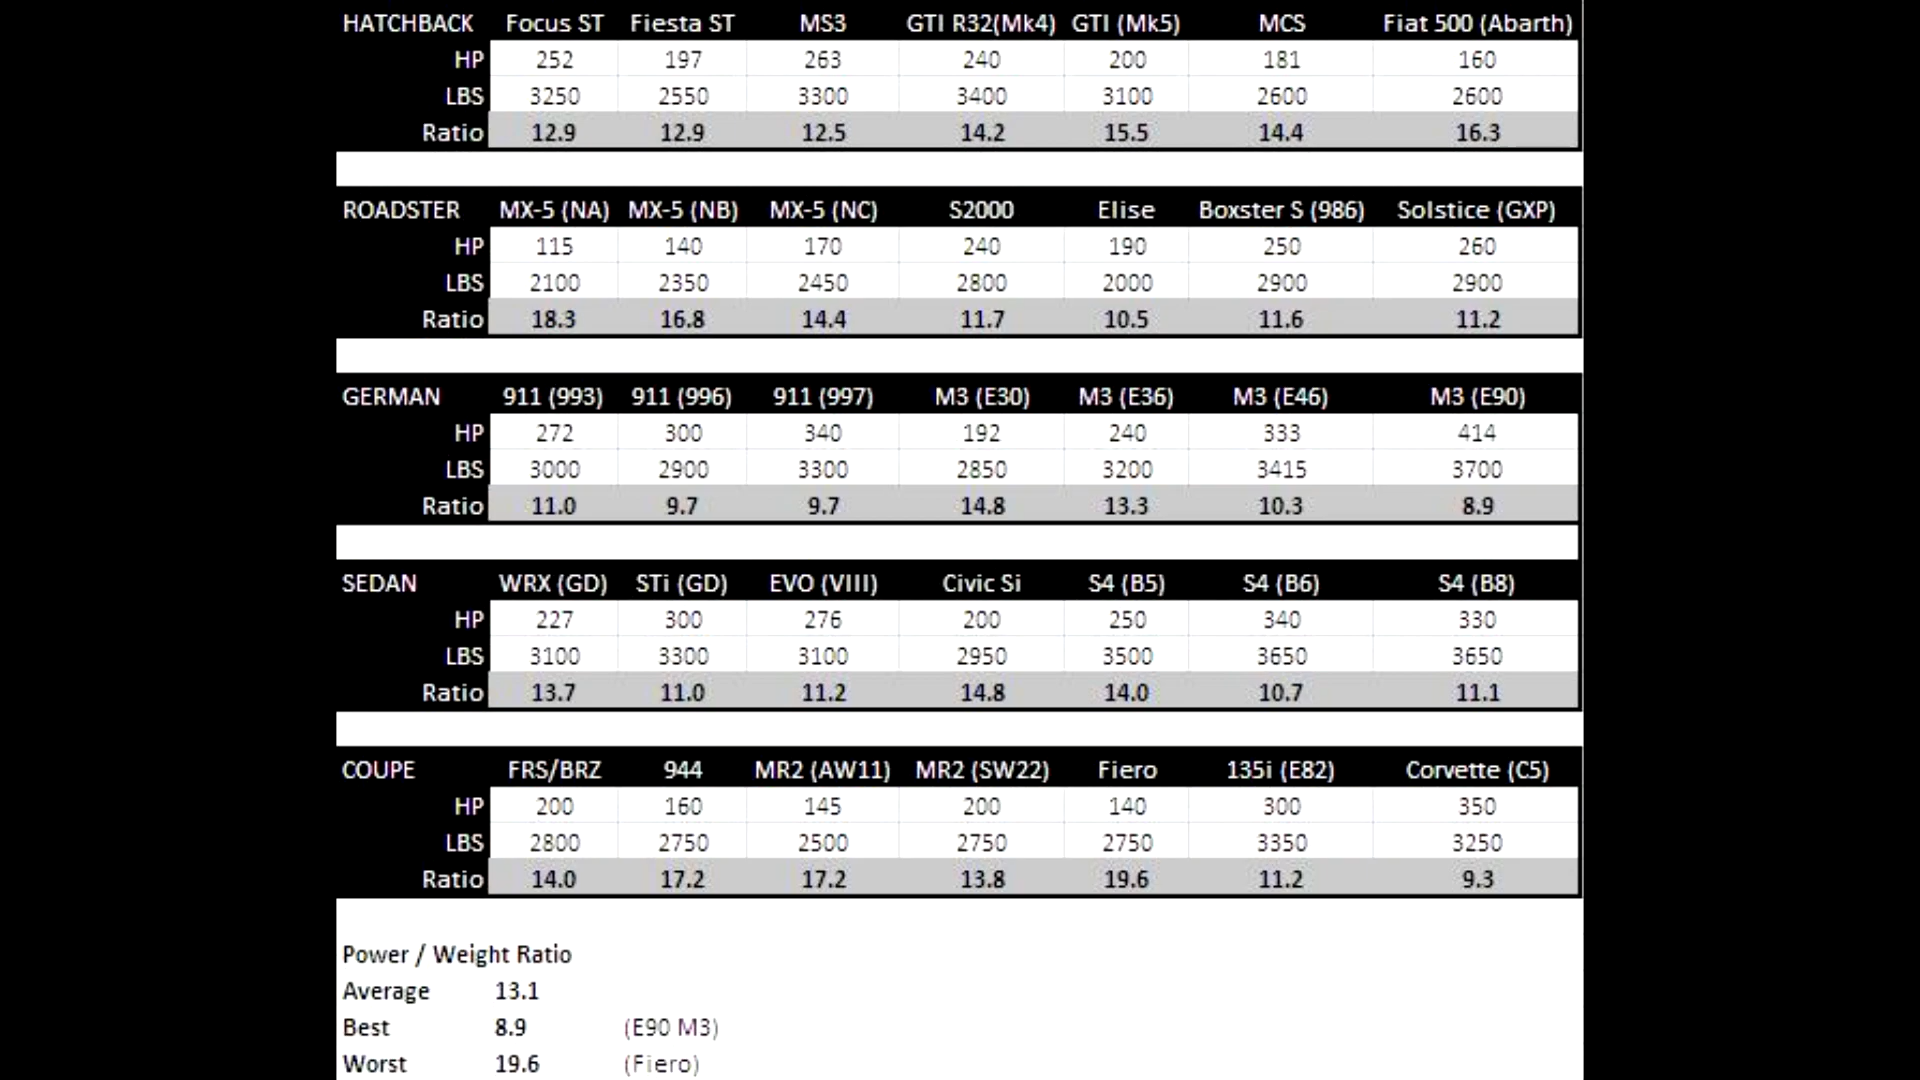 HATCHBACK Focus ST Fiesta ST MS3 GTI R32(Mk4) GTI (Mk5) MCS Fiat 500 (Abarth)
HP 252 197 263 240 200 181 160
LBS 3250 2550 3300 3400 3100 2600 2600
Ratio 12.9 12.9 12.5 14.2 15.5 14.4 16.3
ROADSTER MX-5 (NA) MX-5 (NB) MX-5 (NC) S2000 Elise Boxster S (986) Solstice (GXP)
HP 115 140 170 240 190 250 260
LBS 2100 2350 2450 2800 2000 2900 2900
Ratio 18.3 16.8 14.4 11.7 10.5 11.6 11.2
GERMAN 911 (993) 911 (996) 911 (997) M3 (E30) M3 (E36) M3 (E46) M3 (E90)
HP 272 300 340 192 240 333 414
LBS 3000 2900 3300 2850 3200 3415 3700
Ratio 11.0 9.7 9.7 14.8 13.3 10.3 8.9
SEDAN WRX (GD) STi (GD) EVO (VIII) Civic Si S4 (B5) S4 (B6) S4 (B8)
HP 227 300 276 200 250 340 330
LBS 3100 3300 3100 2950 3500 3650 3650
Ratio 13.7 11.0 11.2 14.8 14.0 10.7 11.1
COUPE FRS/BRZ 944 MR2 (AW11) MR2 (SW22) Fiero 135i (E82) Corvette (C5)
HP 200 160 145 200 140 300 350
LBS 2800 2750 2500 2750 2750 3350 3250
Ratio 14.0 17.2 17.2 13.8 19.6 11.2 9.3
Power / Weight Ratio
Average 13.1
Best 8.9 (E90 M3)
Worst 19.6 (Fiero)